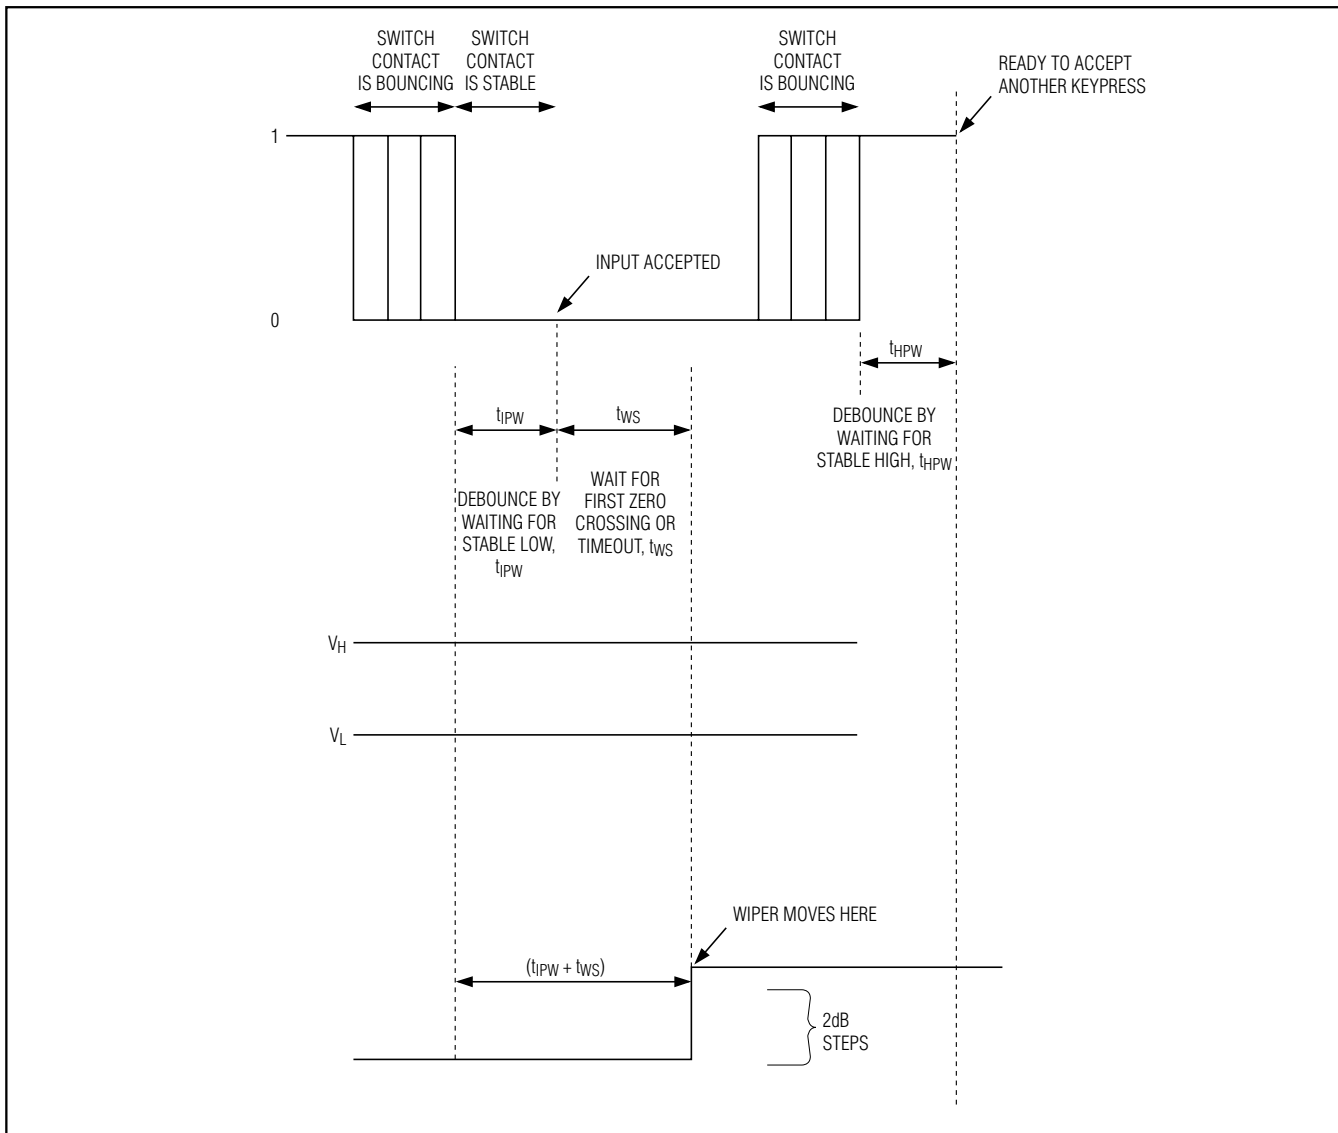 SWITCH
CONTACT
IS BOUNCING
SWITCH
CONTACT
IS STABLE
SWITCH
CONTACT
IS BOUNCING
READY TO ACCEPT
ANOTHER KEYPRESS
1
INPUT ACCEPTED
0
tHPW
tIPW
tWS
DEBOUNCE BY
WAITING FOR
STABLE HIGH, tHPW
DEBOUNCE BY
WAITING FOR
STABLE LOW,
tIPW
WAIT FOR
FIRST ZERO
CROSSING OR
TIMEOUT, tWS
VH
VL
WIPER MOVES HERE
(tIPW + tWS)
2dB
STEPS